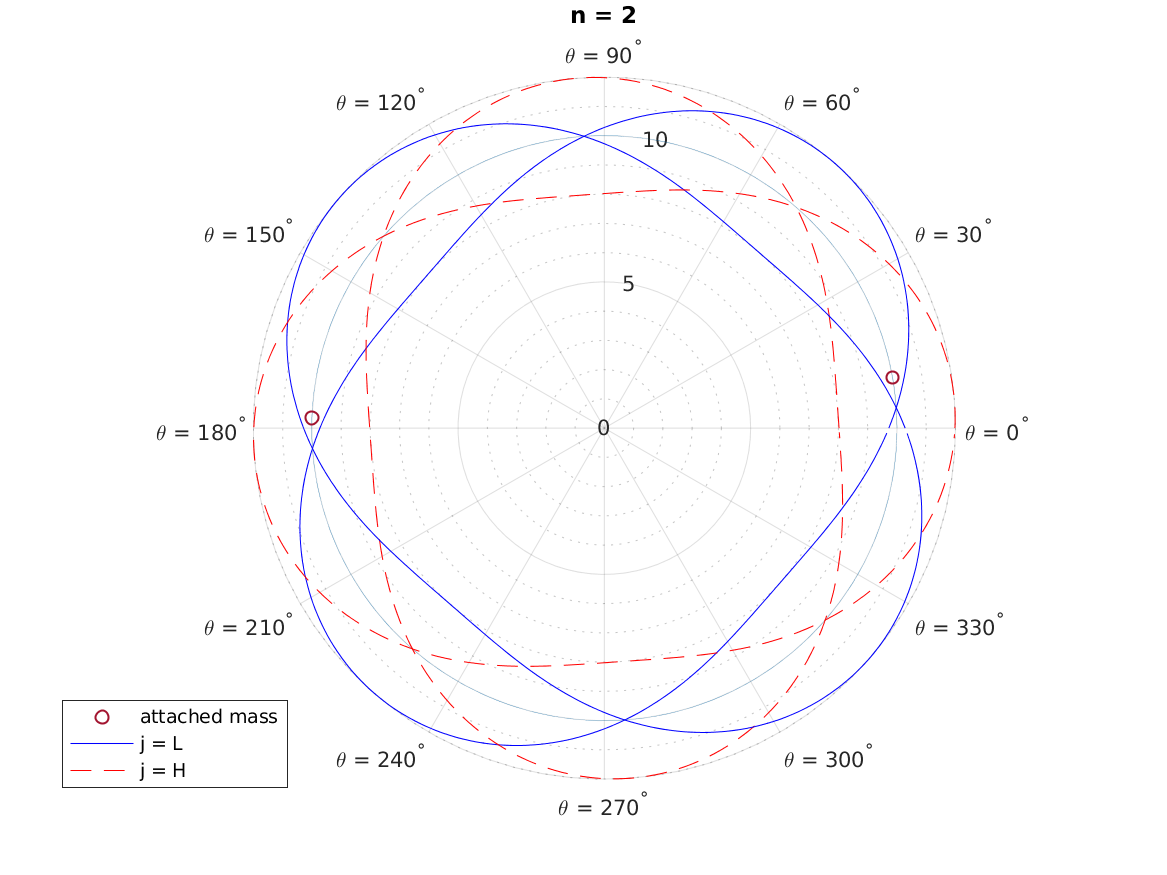 n = 2
θ = 90°
θ = 120°
θ = 60°
10
θ = 150°
θ = 30°
5
θ = 180°
0
θ = 0°
θ = 210°
θ = 330°
θ = 240°
θ = 300°
θ = 270°
attached mass
j = L
j = H